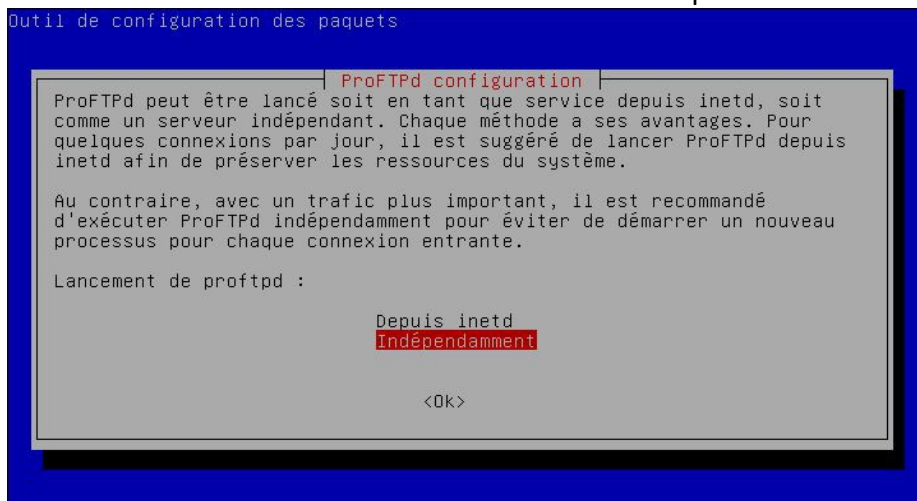 Outil de configuration des paquets
ProFTPd configuration
ProFTPd peut être lancé soit en tant que service depuis inetd, soit
comme un serveur indépendant. Chaque méthode a ses avantages. Pour
quelques connexions par jour, il est suggéré de lancer ProFTPd depuis
inetd afin de préserver les ressources du système.
Au contraire, avec un trafic plus important, il est recommandé
d'exécuter ProFTPd indépendamment pour éviter de démarrer un nouveau
processus pour chaque connexion entrante.
Lancement de proftpd :
Depuis inetd
Indépendamment
<Ok>